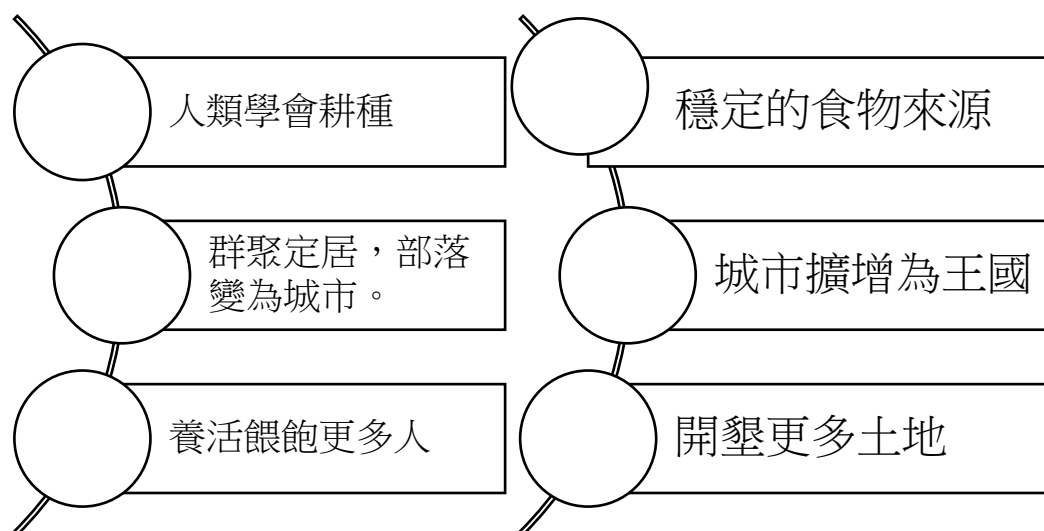 人類學會耕種
群聚定居，部落
變為城市。
養活餵飽更多人
穩定的食物來源
城市擴增為王國
開墾更多土地